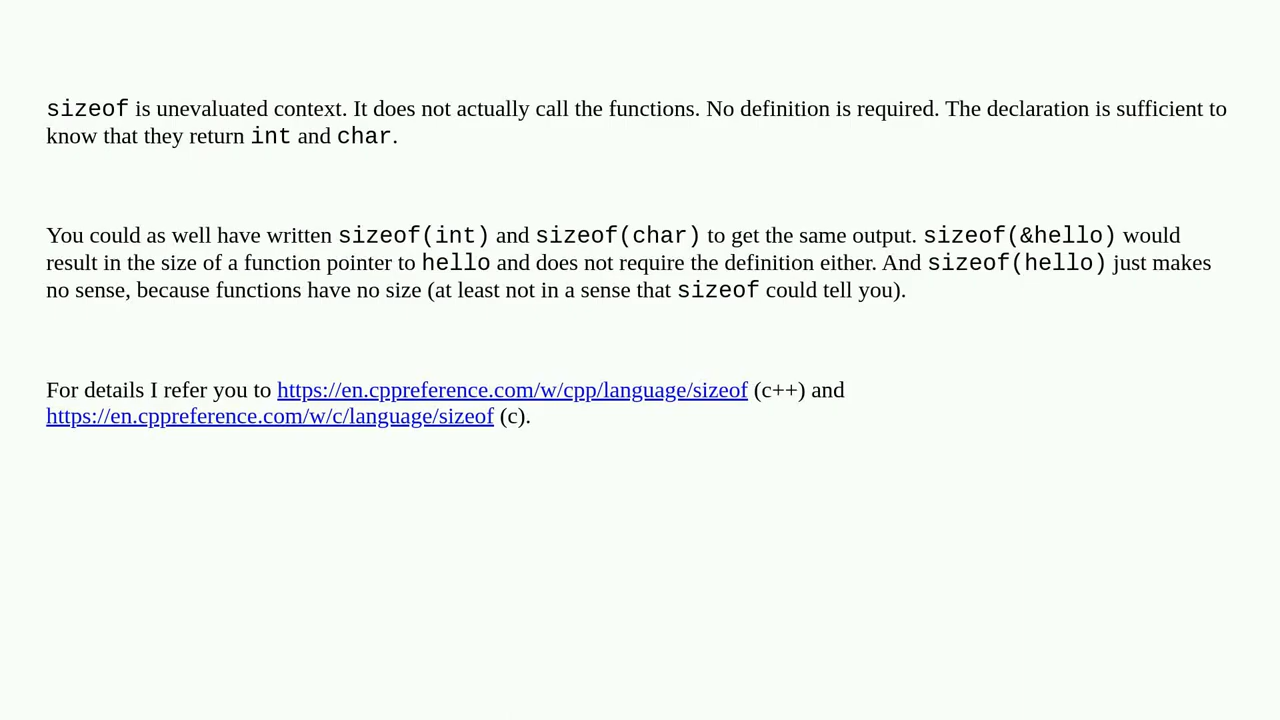 sizeof is unevaluated context. It does not actually call the functions. No definition is required. The declaration is sufficient to
know that they return int and char.
You could as well have written sizeof(int) and sizeof(char) to get the same output. sizeof(&hello) would
result in the size of a function pointer to hello and does not require the definition either. And sizeof(hello) just makes
no sense, because functions have no size (at least not in a sense that sizeof could tell you).
For details I refer you to https://en.cppreference.com/w/cpp/language/sizeof (c++) and
https://en.cppreference.com/w/c/language/sizeof (c).